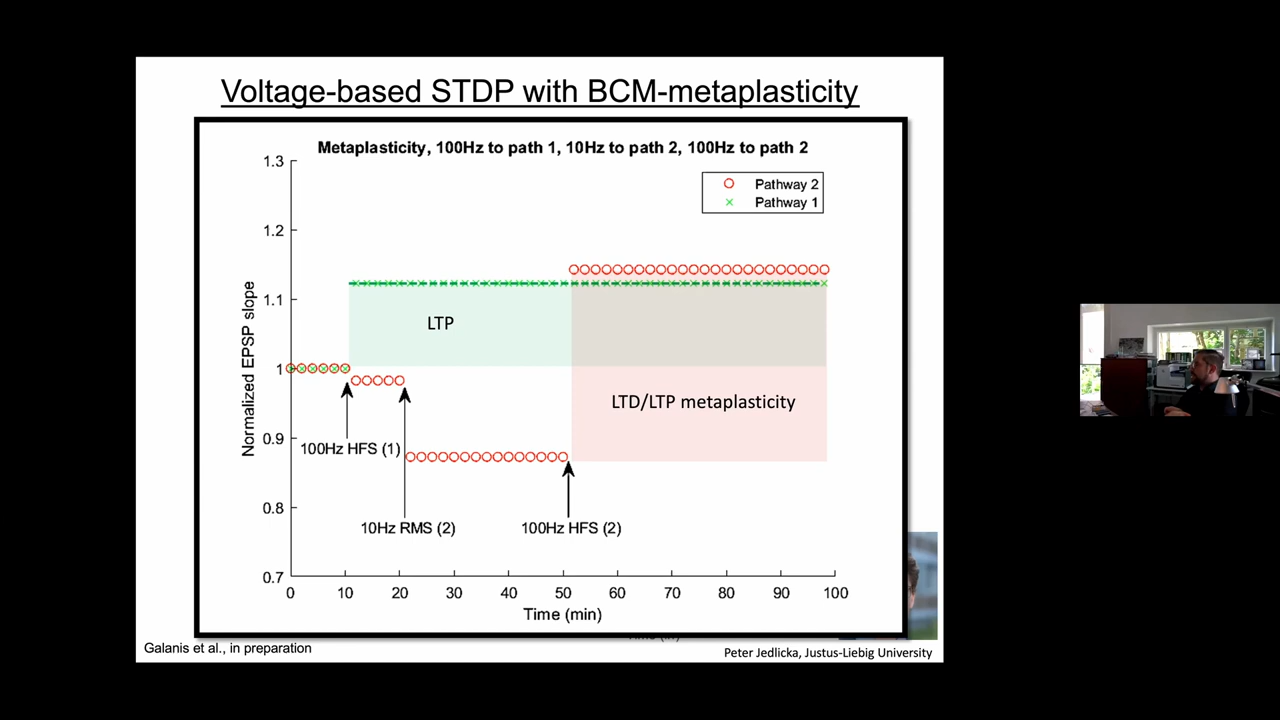 Voltage-based STDP with BCM-metaplasticity
Metaplasticity, 100Hz to path 1, 10Hz to path 2, 100Hz to path 2
1.3
1.2
1.1
1
0.9
0.8
0.7
Normalized EPSP slope
Pathway 2
Pathway 1
LTP
LTD/LTP metaplasticity
100Hz HFS (1)
10Hz RMS (2)
100Hz HFS (2)
0 10 20 30 40 50 60 70 80 90 100
Time (min)
Galanis et al., in preparation
Peter Jedlicka, Justus-Liebig University